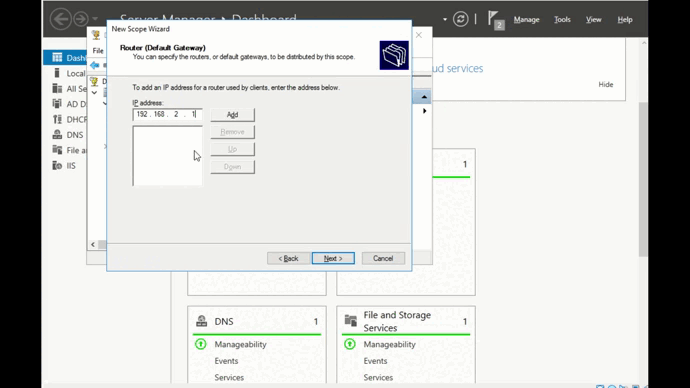 Server Manager Dashboard
2
Manage Tools View Help
New Scope Wizard
Router (Default Gateway)
You can specify the routers, or default gateways, to be distributed by this scope.
To add an IP address for a router used by clients, enter the address below.
IP address:
192 . 168 . 2 . 1
Add
Remove
Up
Down
< Back
Next >
Cancel
File
D
Dash
Local
All Se
AD D
DHCP
DNS
File a
IIS
ud services
Hide
1
DNS 1
Manageability
Events
Services
File and Storage
Services
1
Manageability
Events
Services